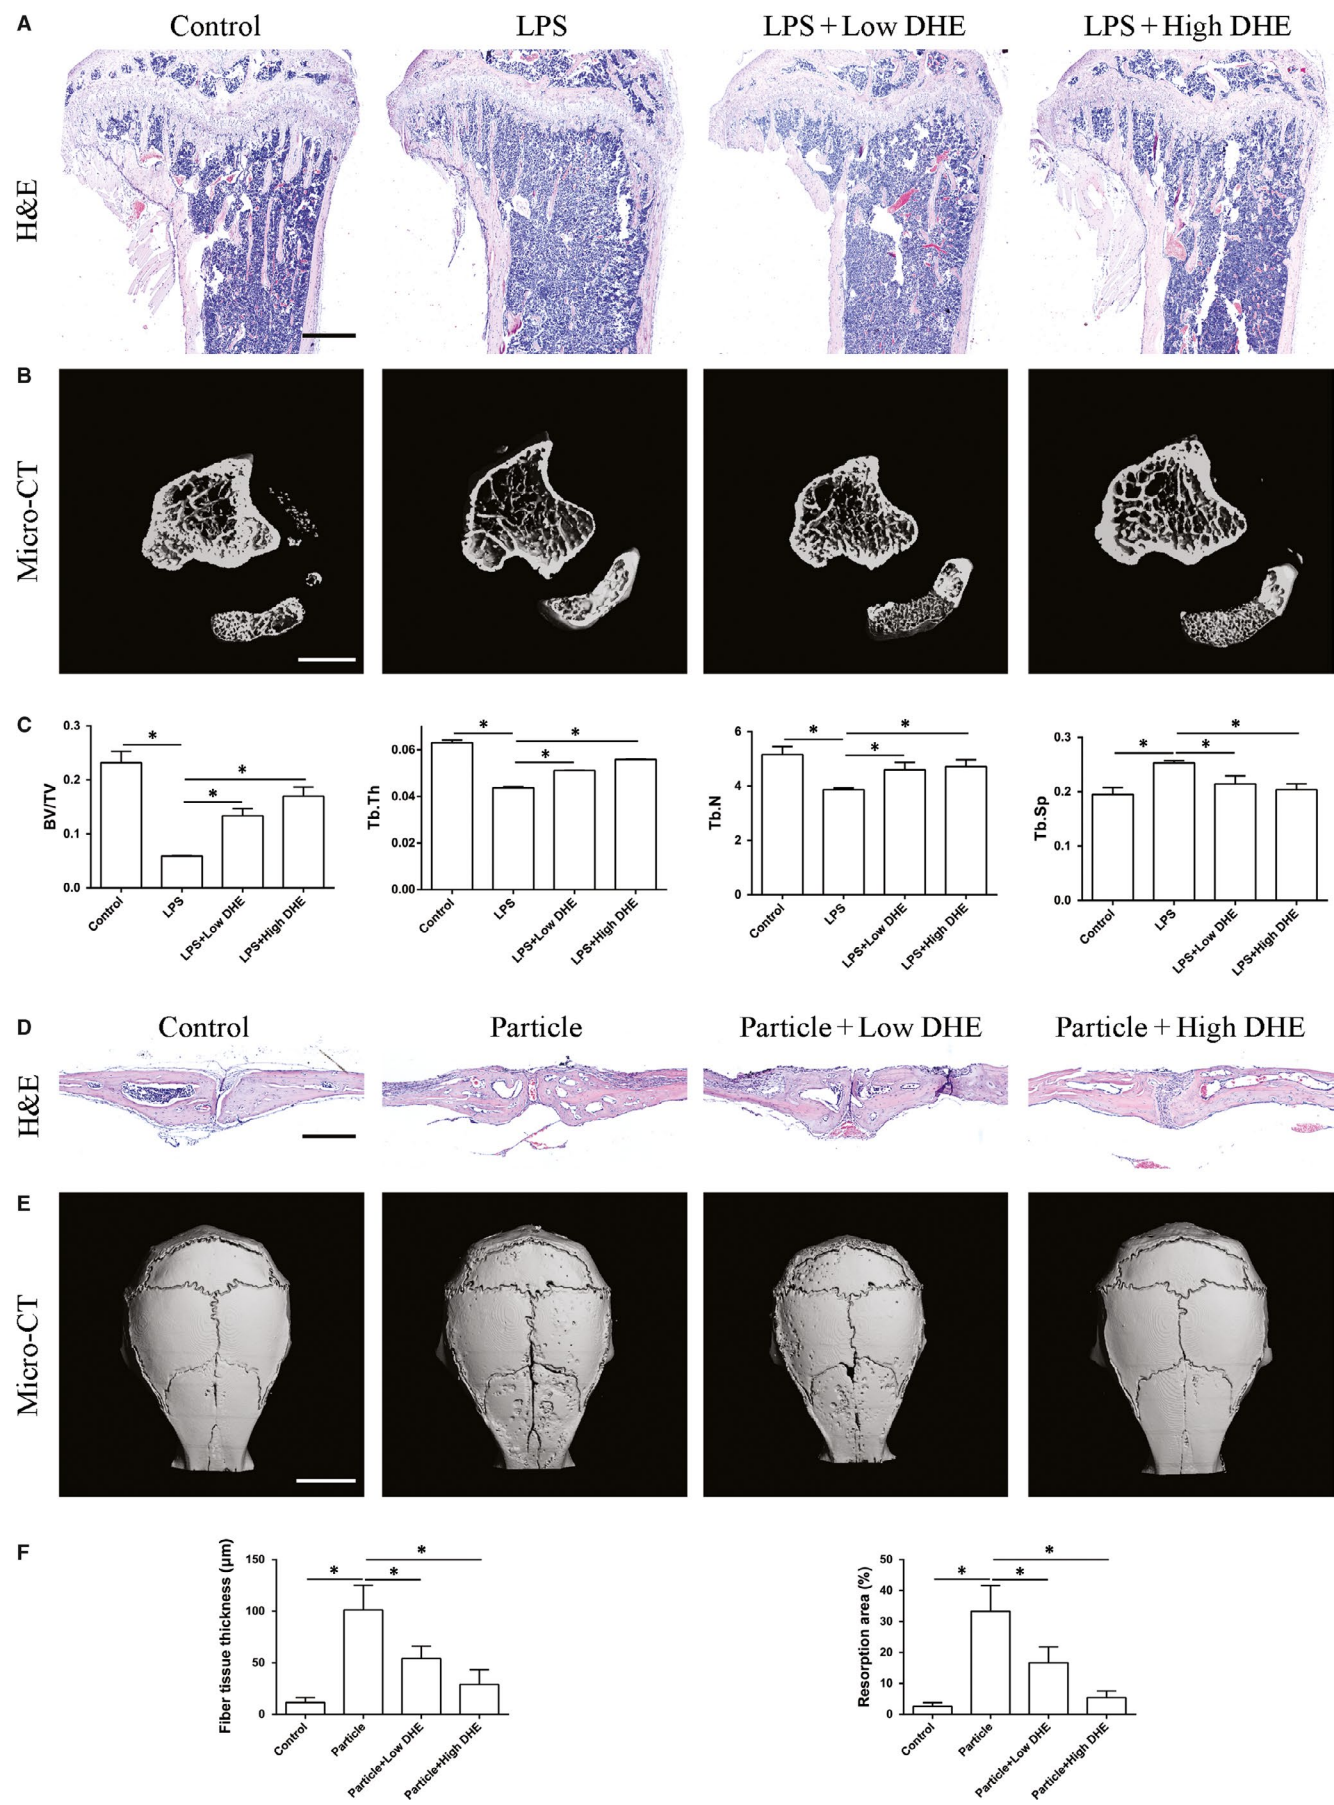 A
Control
LPS
LPS + Low DHE
LPS + High DHE
H&E
B
Micro-CT
C
BV/TV
0.3
0.2
0.1
0.0
*
*
*
Control
LPS
LPS+Low DHE
LPS+High DHE
Tb.Th
0.06
0.04
0.02
0.00
*
*
*
Control
LPS
LPS+Low DHE
LPS+High DHE
Tb.N
6
4
2
0
*
*
*
Control
LPS
LPS+Low DHE
LPS+High DHE
Tb.Sp
0.3
0.2
0.1
0.0
*
*
*
Control
LPS
LPS+Low DHE
LPS+High DHE
D
Control
Particle
Particle + Low DHE
Particle + High DHE
H&E
E
Micro-CT
F
Fiber tissue thickness (µm)
150
100
50
0
*
*
*
Control
Particle
Particle+Low DHE
Particle+High DHE
Resorption area (%)
50
40
30
20
10
0
*
*
*
Control
Particle
Particle+Low DHE
Particle+High DHE